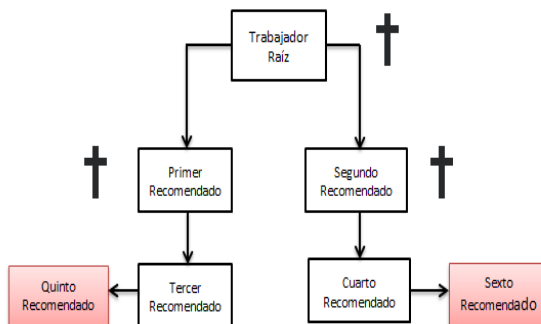 Trabajador
Raíz
Primer
Recomendado
Segundo
Recomendado
Quinto
Recomendado
Tercer
Recomendado
Cuarto
Recomendado
Sexto
Recomendado